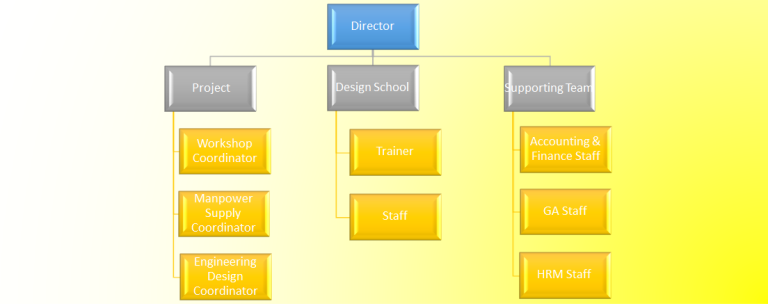 Director
Project
Design School
Supporting Team
Workshop
Coordinator
Manpower
Supply
Coordinator
Engineering
Design
Coordinator
Trainer
Staff
Accounting &
Finance Staff
GA Staff
HRM Staff